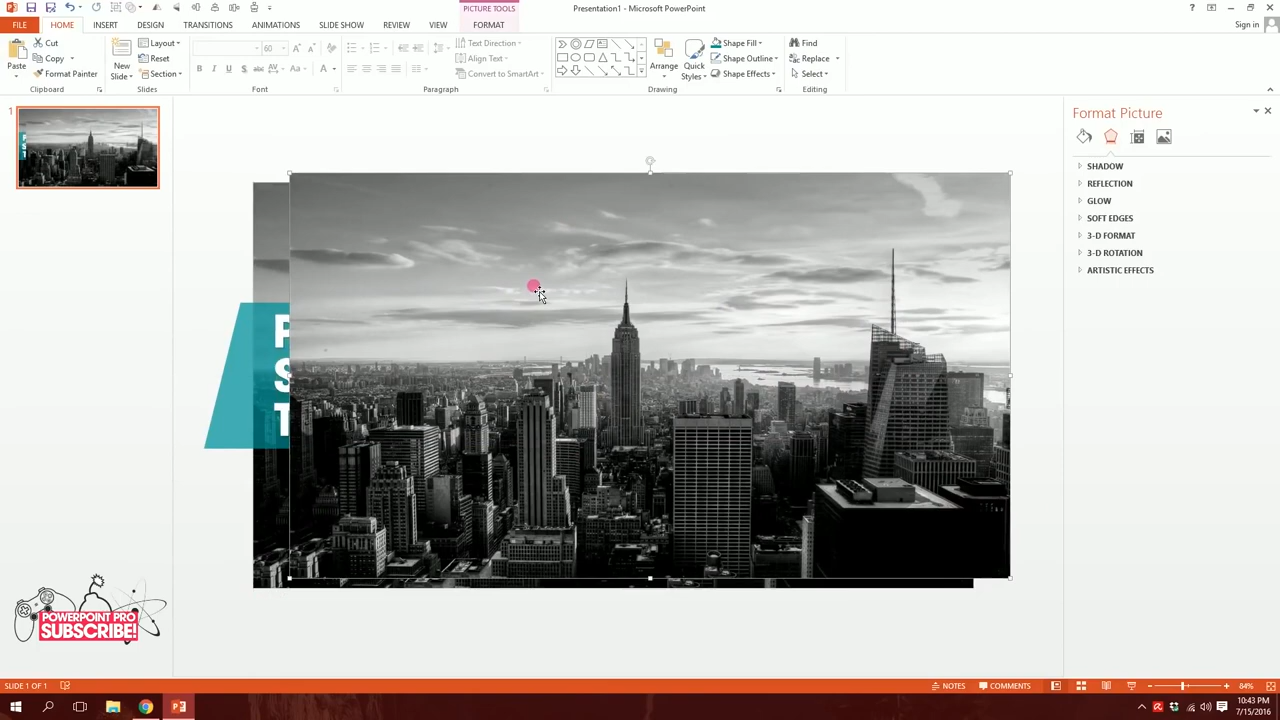 Presentation1 - Microsoft PowerPoint
PICTURE TOOLS
Sign in
FILE
HOME
INSERT
DESIGN
TRANSITIONS
ANIMATIONS
SLIDE SHOW
REVIEW
VIEW
FORMAT
Paste
Cut
Copy
Format Painter
Clipboard
New
Slide
Layout
Reset
Section
Slides
60
Font
Text Direction
Align Text
Convert to SmartArt
Paragraph
Arrange
Quick
Styles
Shape Fill
Shape Outline
Shape Effects
Drawing
Find
Replace
Select
Editing
1
P
S
T
Format Picture
SHADOW
REFLECTION
GLOW
SOFT EDGES
3-D FORMAT
3-D ROTATION
ARTISTIC EFFECTS
POWERPOINT PRO
SUBSCRIBE!
SLIDE 1 OF 1
NOTES
COMMENTS
84%
10:43 PM
7/15/2016